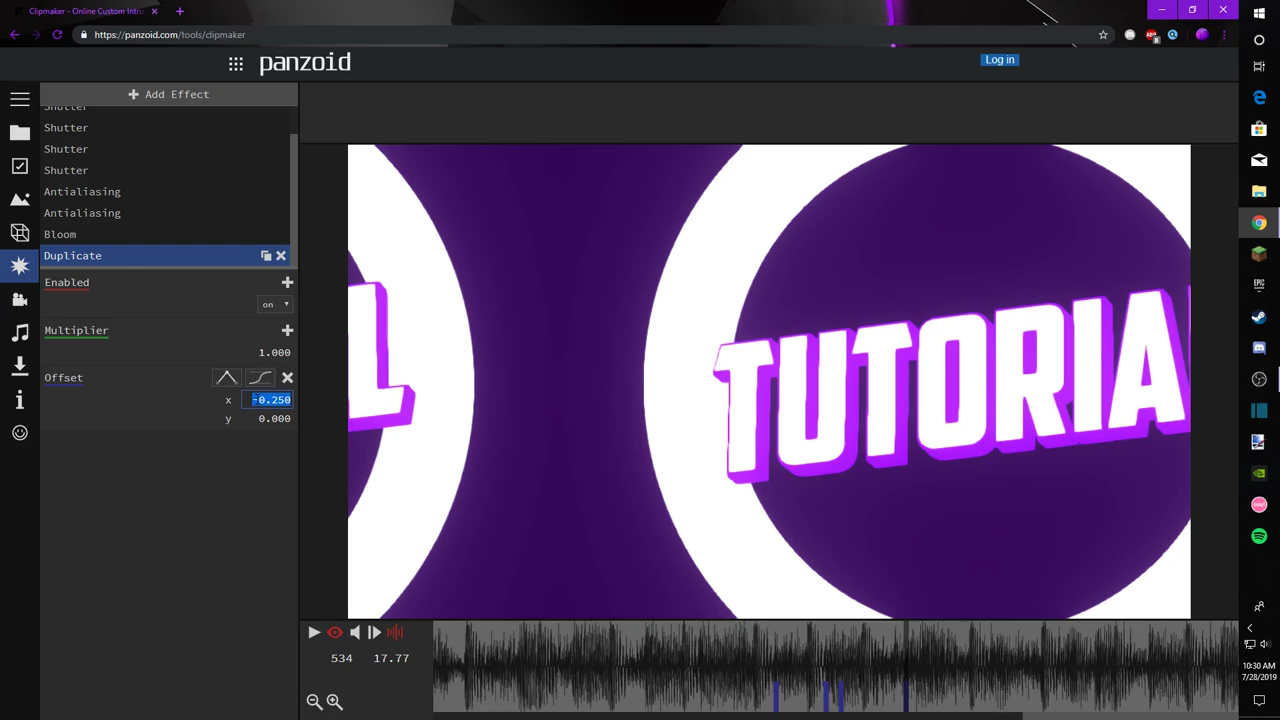 Clipmaker - Online Custom Intro
https://panzoid.com/tools/clipmaker
panzoid
Log in
Add Effect
Shutter
Shutter
Shutter
Shutter
Antialiasing
Antialiasing
Bloom
Duplicate
Enabled
on
Multiplier
1.000
Offset
x -0.250
y 0.000
L
TUTORIA
534 17.77
EPIC
10:30 AM
7/28/2019